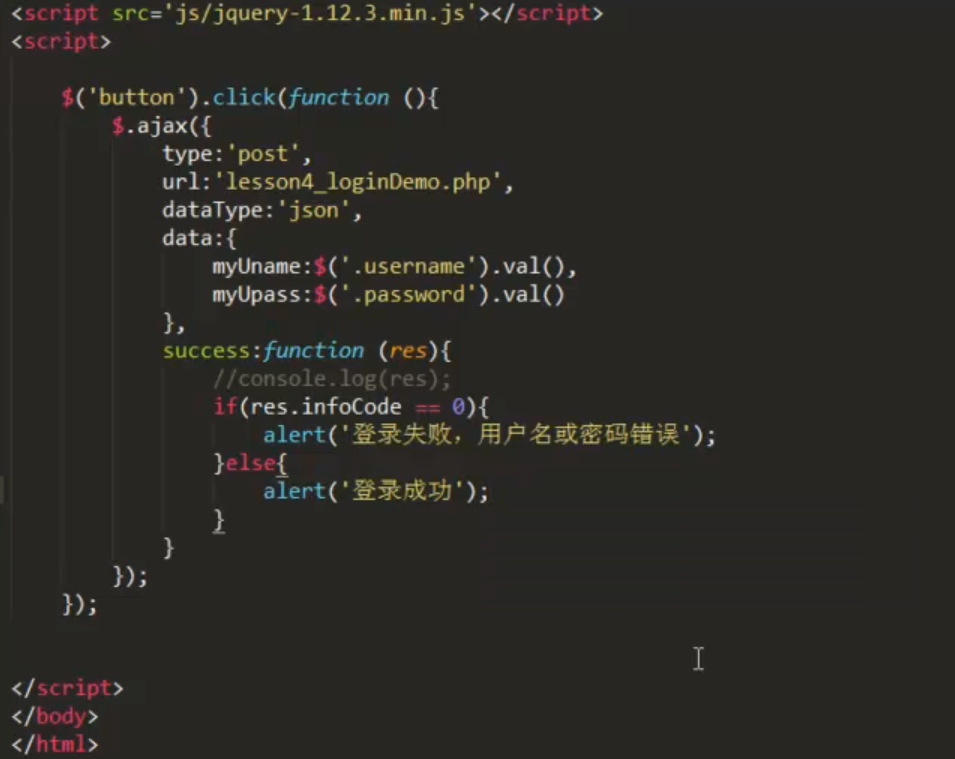 <script src='js/jquery-1.12.3.min.js'></script>
<script>
$('button').click(function (){
$.ajax({
type:'post',
url:'lesson4_loginDemo.php',
dataType:'json',
data:{
myUname:$('.username').val(),
myUpass:$('.password').val()
},
success:function (res){
//console.log(res);
if(res.infoCode == 0){
alert('登录失败，用户名或密码错误');
}else{
alert('登录成功');
}
}
});
});
</script>
</body>
</html>